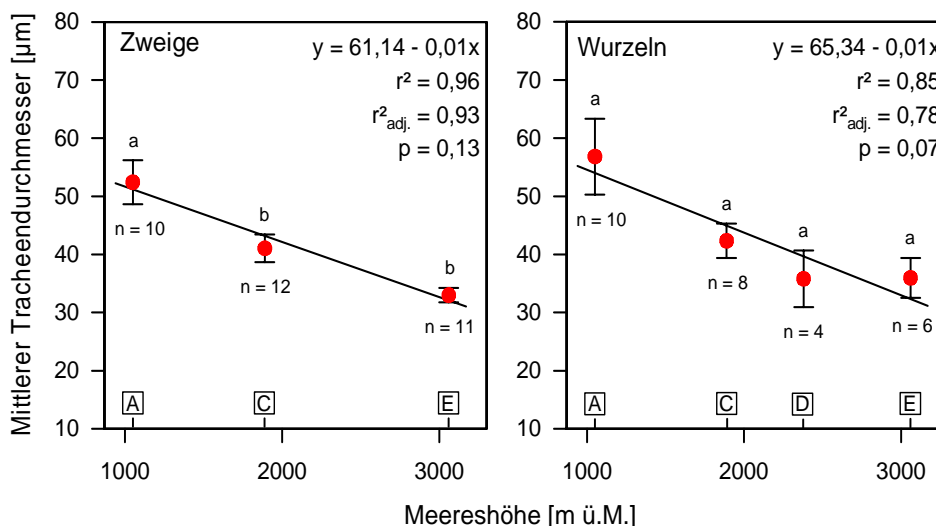 Mittlerer Tracheendurchmesser [µm]
80
70
60
50
40
30
20
10
Zweige
y = 61,14 - 0,01x
r² = 0,96
r²adj. = 0,93
p = 0,13
a
n = 10
b
n = 12
b
n = 11
A
C
E
1000
2000
3000
80
70
60
50
40
30
20
10
Wurzeln
y = 65,34 - 0,01x
r² = 0,85
r²adj. = 0,78
p = 0,07
a
n = 10
a
n = 8
a
n = 4
a
n = 6
A
C
D
E
1000
2000
3000
Meereshöhe [m ü.M.]